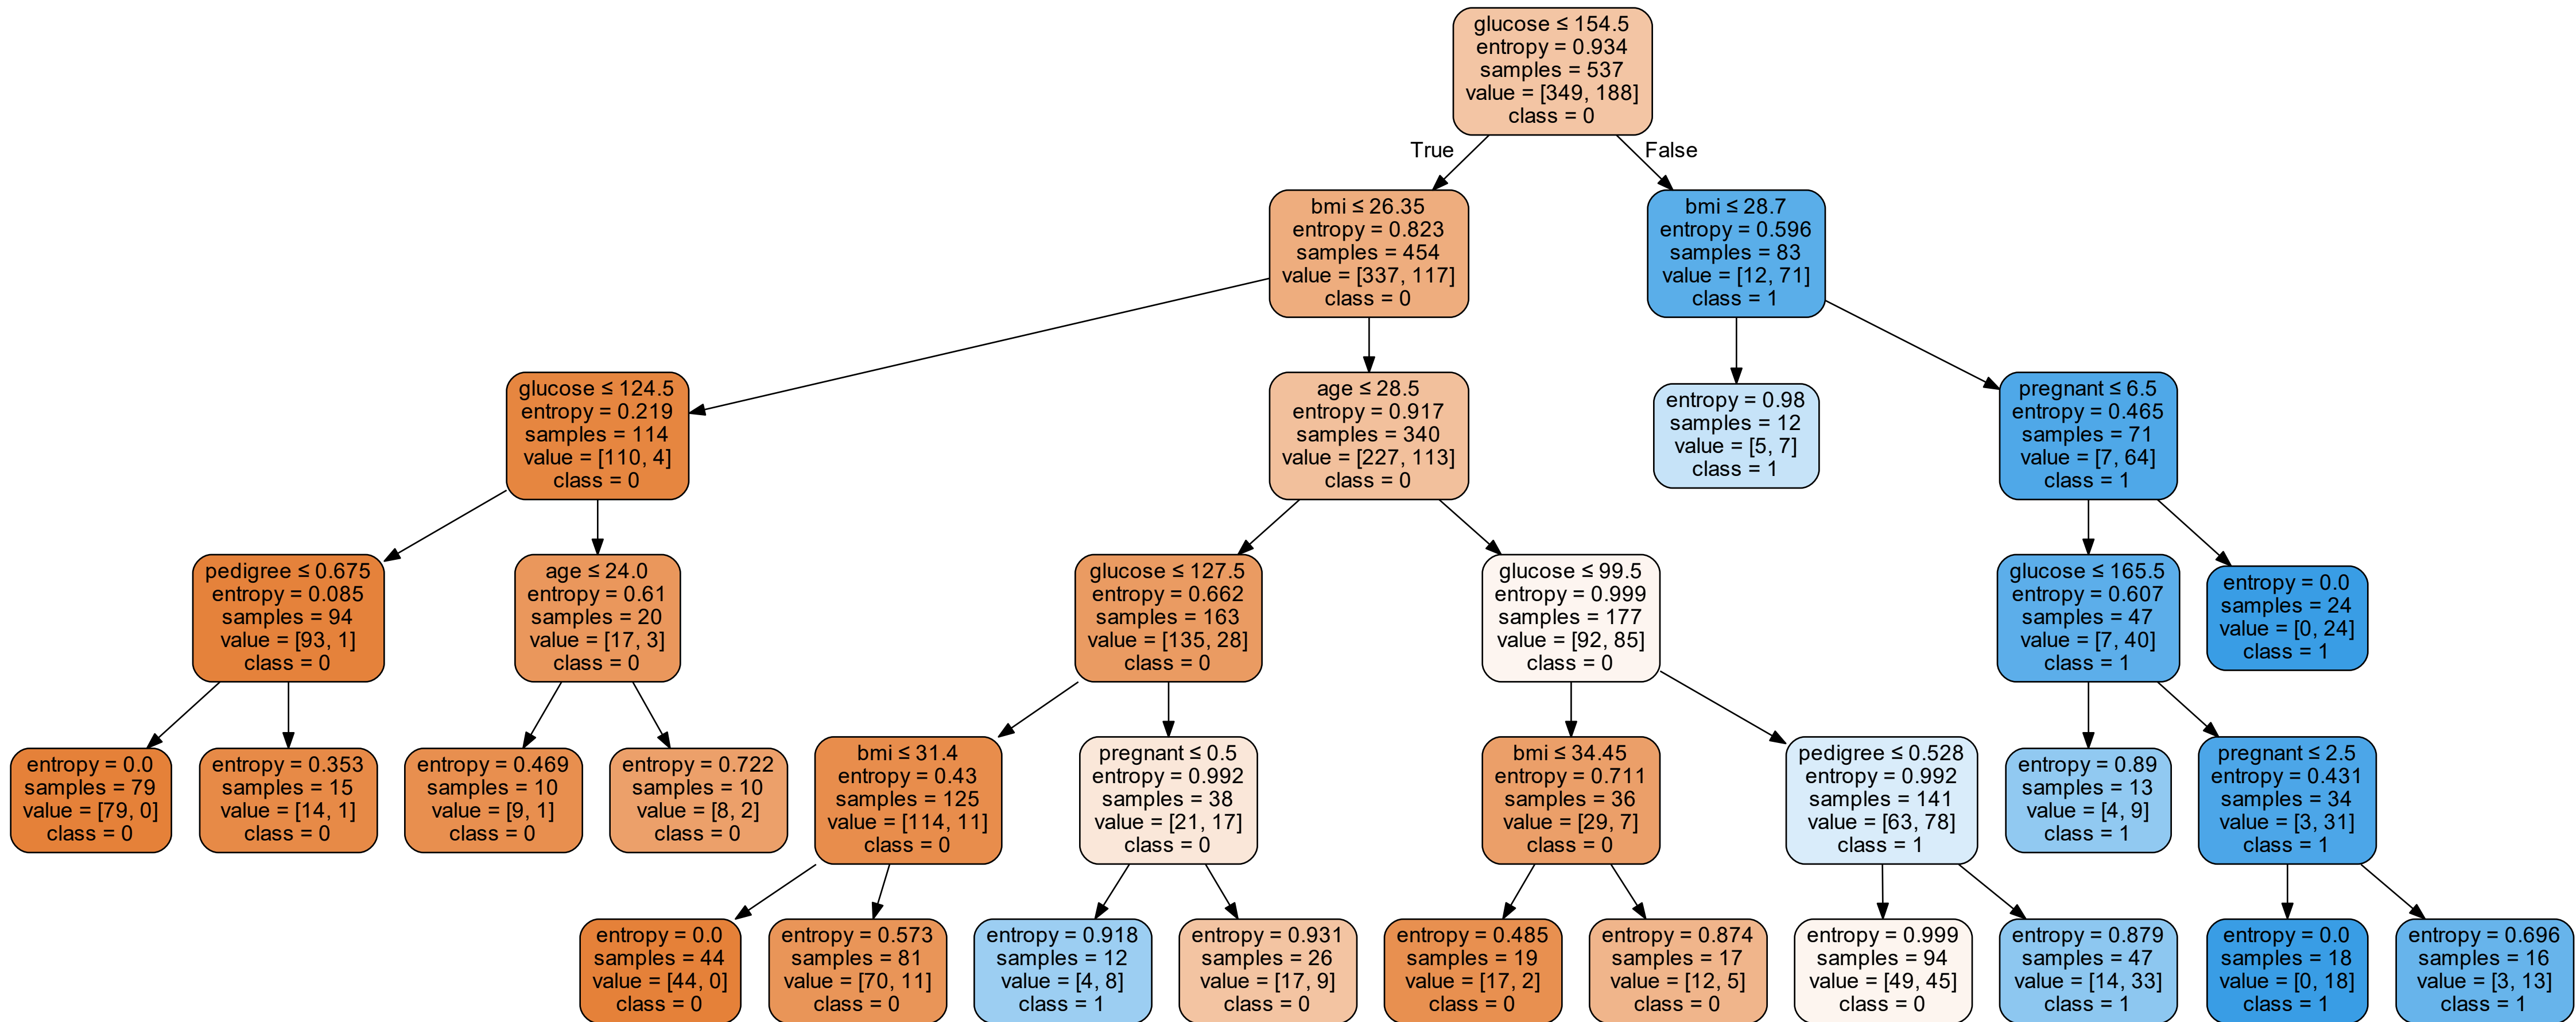 glucose ≤ 154.5
entropy = 0.934
samples = 537
value = [349, 188]
class = 0
True
False
bmi ≤ 26.35
entropy = 0.823
samples = 454
value = [337, 117]
class = 0
bmi ≤ 28.7
entropy = 0.596
samples = 83
value = [12, 71]
class = 1
glucose ≤ 124.5
entropy = 0.219
samples = 114
value = [110, 4]
class = 0
age ≤ 28.5
entropy = 0.917
samples = 340
value = [227, 113]
class = 0
entropy = 0.98
samples = 12
value = [5, 7]
class = 1
pregnant ≤ 6.5
entropy = 0.465
samples = 71
value = [7, 64]
class = 1
pedigree ≤ 0.675
entropy = 0.085
samples = 94
value = [93, 1]
class = 0
age ≤ 24.0
entropy = 0.61
samples = 20
value = [17, 3]
class = 0
glucose ≤ 127.5
entropy = 0.662
samples = 163
value = [135, 28]
class = 0
glucose ≤ 99.5
entropy = 0.999
samples = 177
value = [92, 85]
class = 0
glucose ≤ 165.5
entropy = 0.607
samples = 47
value = [7, 40]
class = 1
entropy = 0.0
samples = 24
value = [0, 24]
class = 1
entropy = 0.0
samples = 79
value = [79, 0]
class = 0
entropy = 0.353
samples = 15
value = [14, 1]
class = 0
entropy = 0.469
samples = 10
value = [9, 1]
class = 0
entropy = 0.722
samples = 10
value = [8, 2]
class = 0
bmi ≤ 31.4
entropy = 0.43
samples = 125
value = [114, 11]
class = 0
pregnant ≤ 0.5
entropy = 0.992
samples = 38
value = [21, 17]
class = 0
bmi ≤ 34.45
entropy = 0.711
samples = 36
value = [29, 7]
class = 0
pedigree ≤ 0.528
entropy = 0.992
samples = 141
value = [63, 78]
class = 1
entropy = 0.89
samples = 13
value = [4, 9]
class = 1
pregnant ≤ 2.5
entropy = 0.431
samples = 34
value = [3, 31]
class = 1
entropy = 0.0
samples = 44
value = [44, 0]
class = 0
entropy = 0.573
samples = 81
value = [70, 11]
class = 0
entropy = 0.918
samples = 12
value = [4, 8]
class = 1
entropy = 0.931
samples = 26
value = [17, 9]
class = 0
entropy = 0.485
samples = 19
value = [17, 2]
class = 0
entropy = 0.874
samples = 17
value = [12, 5]
class = 0
entropy = 0.999
samples = 94
value = [49, 45]
class = 0
entropy = 0.879
samples = 47
value = [14, 33]
class = 1
entropy = 0.0
samples = 18
value = [0, 18]
class = 1
entropy = 0.696
samples = 16
value = [3, 13]
class = 1